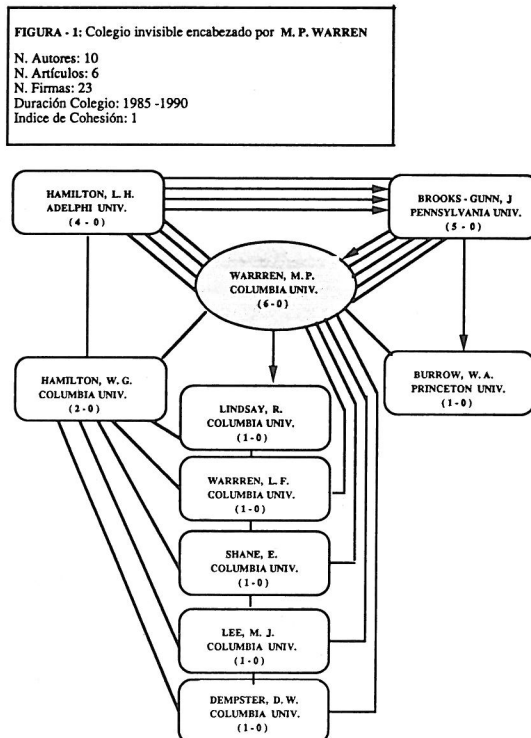 FIGURA - 1: Colegio invisible encabezado por M. P. WARREN
N. Autores: 10
N. Artículos: 6
N. Firmas: 23
Duración Colegio: 1985 -1990
Indice de Cohesión: 1
HAMILTON, L. H.
ADELPHI UNIV.
(4 - 0)
BROOKS - GUNN, J
PENNSYLVANIA UNIV.
(5 - 0)
WARRREN, M. P.
COLUMBIA UNIV.
(6-0)
HAMILTON, W. G.
COLUMBIA UNIV.
(2 - 0)
BURROW, W. A.
PRINCETON UNIV.
(1-0)
LINDSAY, R.
COLUMBIA UNIV.
(1-0)
WARRREN, L. F.
COLUMBIA UNIV.
(1-0)
SHANE, E.
COLUMBIA UNIV.
(1-0)
LEE, M. J.
COLUMBIA UNIV.
(1-0)
DEMPSTER, D. W.
COLUMBIA UNIV.
(1-0)